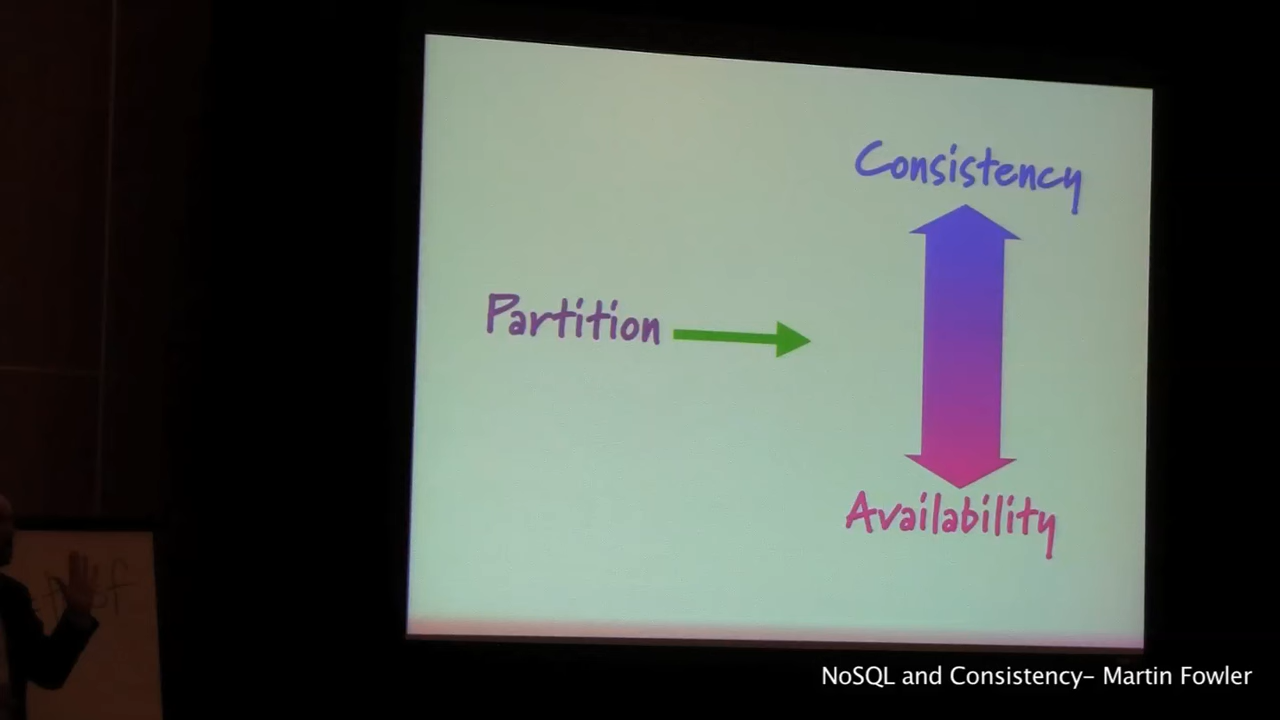 Consistency
Partition
Availability
NoSQL and Consistency– Martin Fowler